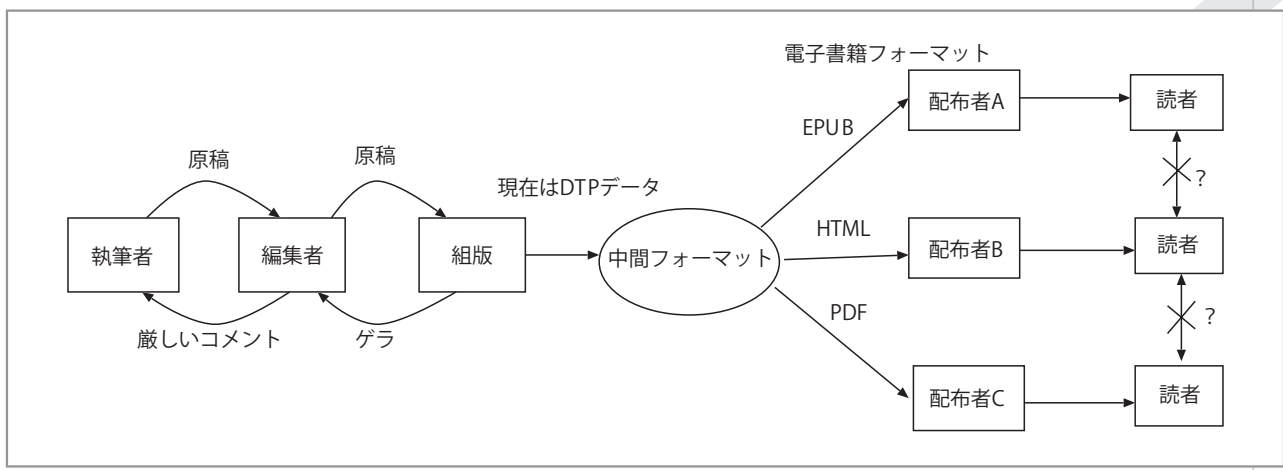 電子書籍フォーマット
配布者A
読者
EPUB
原稿
原稿
?
現在はDTPデータ
執筆者
編集者
組版
中間フォーマット
HTML
配布者B
読者
厳しいコメント
ゲラ
PDF
?
配布者C
読者